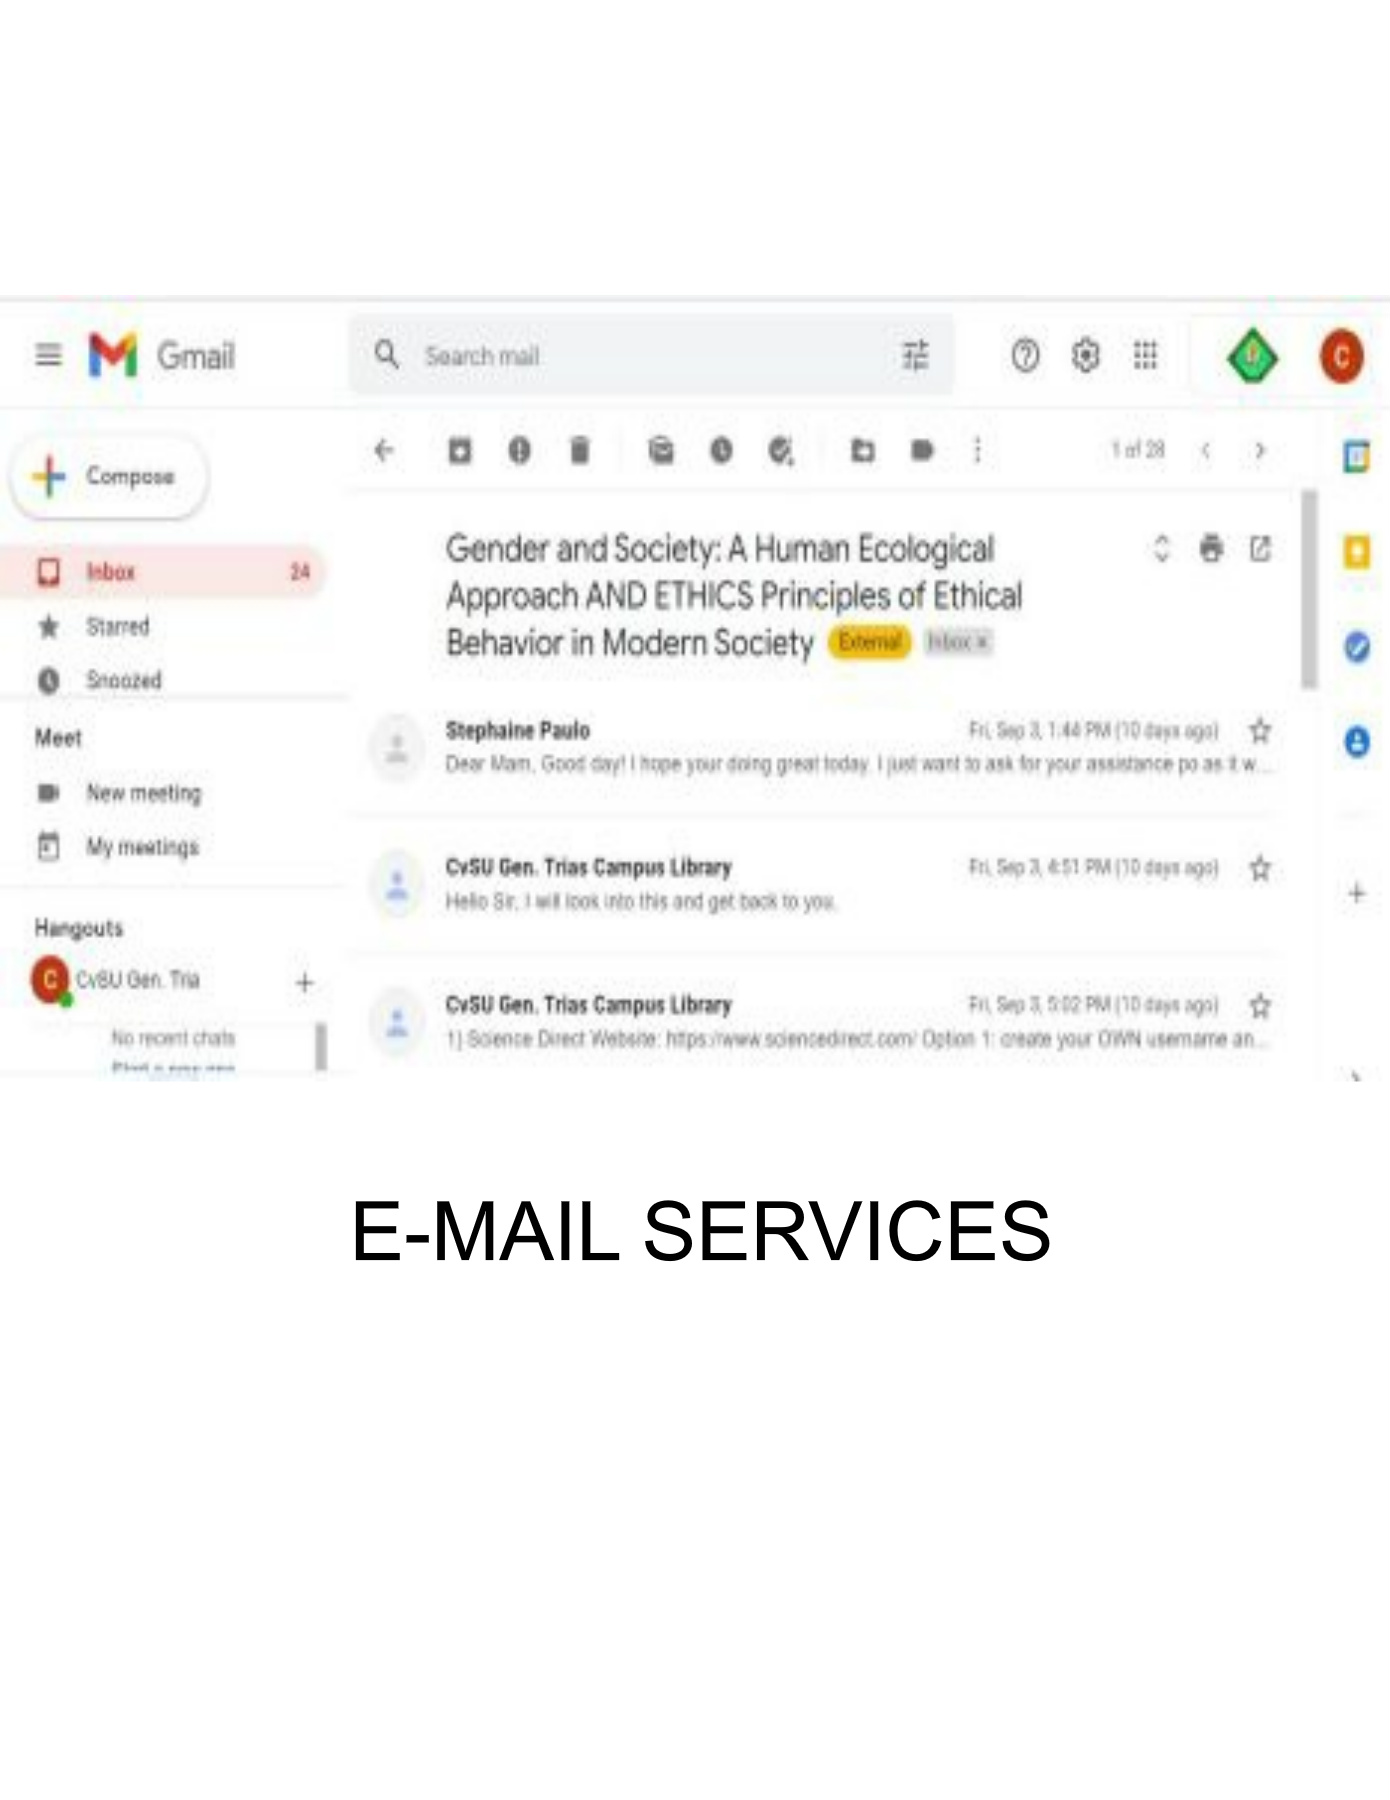 Gmail
Search mail
C
Compose
1 of 28
Inbox 24
Starred
Snoozed
Meet
New meeting
My meetings
Hangouts
C CvSU Gen. Tria
No recent chats
Gender and Society: A Human Ecological
Approach AND ETHICS Principles of Ethical
Behavior in Modern Society External Inbox x
Stephaine Paulo Fri, Sep 3, 1:44 PM (10 days ago)
Dear Mam, Good day! I hope your doing great today. I just want to ask for your assistance po as it w...
CvSU Gen. Trias Campus Library Fri, Sep 3, 4:51 PM (10 days ago)
Hello Sir, I will look into this and get back to you.
CvSU Gen. Trias Campus Library Fri, Sep 3, 5:02 PM (10 days ago)
1) Science Direct Website: https://www.sciencedirect.com/ Option 1: create your OWN username an...
E-MAIL SERVICES